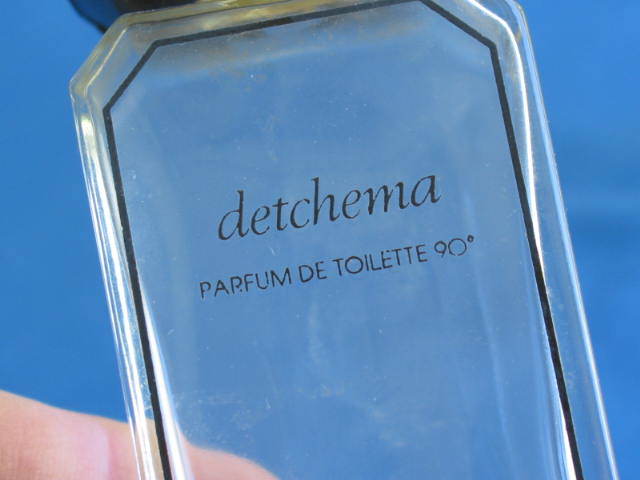 detchema
PARFUM DE TOILETTE 90°